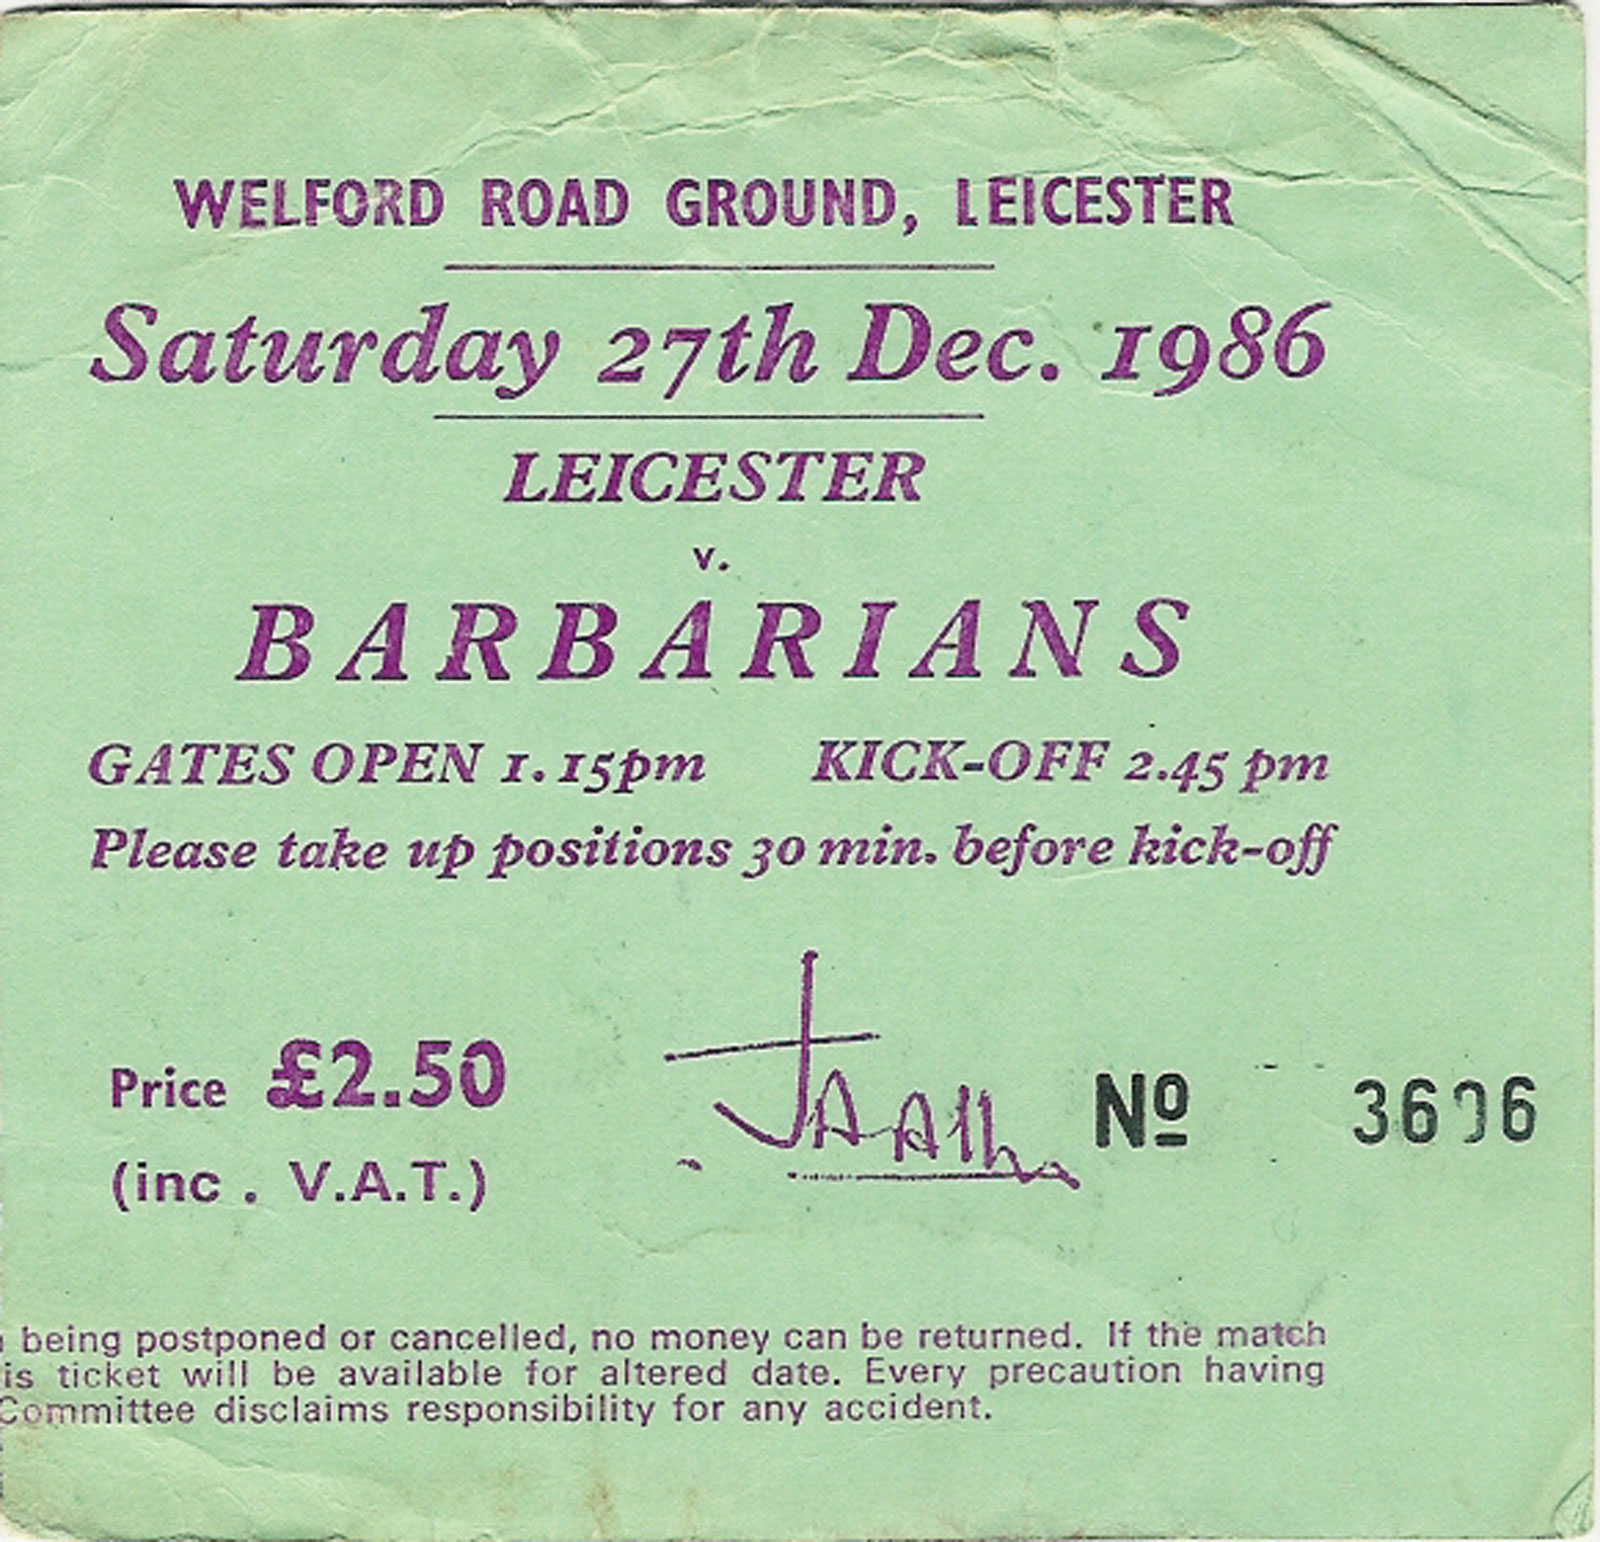 WELFORD ROAD GROUND, LEICESTER
Saturday 27th Dec. 1986
LEICESTER
v.
BARBARIANS
GATES OPEN 1.15pm KICK-OFF 2.45 pm
Please take up positions 30 min. before kick-off
Price £2.50
(inc. V.A.T.)
Nº
being postponed or cancelled, no money can be returned. If the match
is ticket will be available for altered date. Every precaution having
Committee disclaims responsibility for any accident.